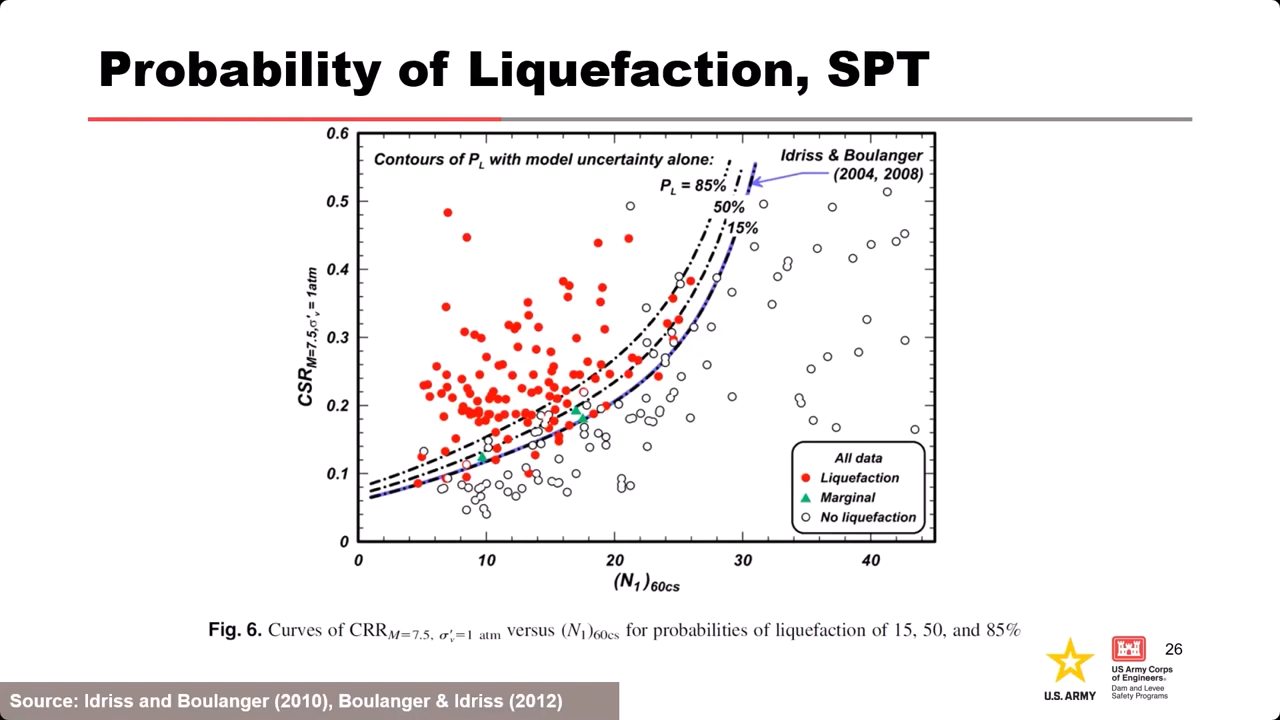 Probability of Liquefaction, SPT
0.6
0.5
0.4
0.3
0.2
0.1
0
CSR M=7.5,σ'v = 1atm
Contours of PL with model uncertainty alone:
PL = 85%
50%
15%
Idriss & Boulanger
(2004, 2008)
All data
Liquefaction
Marginal
No liquefaction
0 10 20 30 40
(N1)60cs
Fig. 6. Curves of CRRM=7.5, σ'v=1 atm versus (N1)60cs for probabilities of liquefaction of 15, 50, and 85%
26
U.S. ARMY
US Army Corps
of Engineers®
Dam and Levee
Safety Programs
Source: Idriss and Boulanger (2010), Boulanger & Idriss (2012)